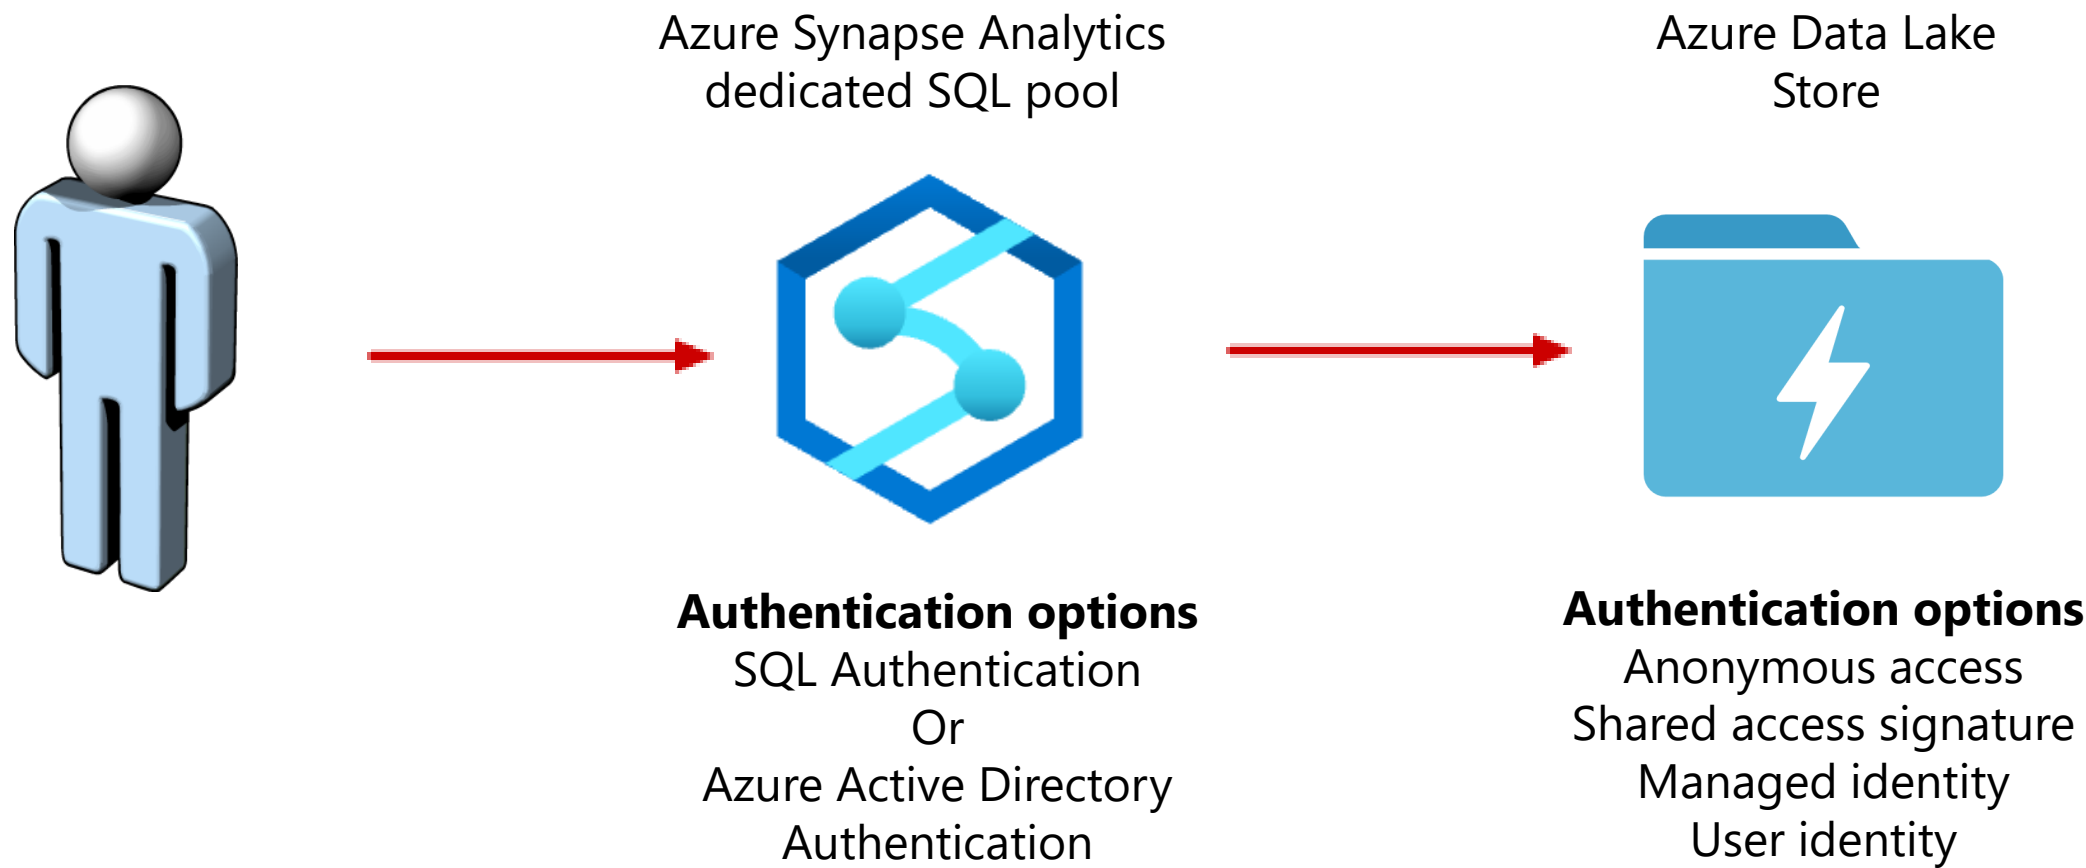 Azure Synapse Analytics
dedicated SQL pool
Azure Data Lake
Store
Authentication options
SQL Authentication
Or
Azure Active Directory
Authentication
Authentication options
Anonymous access
Shared access signature
Managed identity
User identity